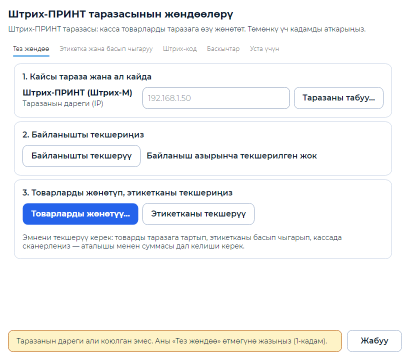 Штрих-ПРИНТ таразасынын жөндөөлөрү
Штрих-ПРИНТ таразасы: касса товарларды таразага өзү жөнөтөт. Төмөнкү үч кадамды аткарыңыз.
Тез жөндөө Этикетка жана басып чыгаруу Штрих-код Баскычтар Уста үчүн
1. Кайсы тараза жана ал кайда
Штрих-ПРИНТ (Штрих-М)
Таразанын дареги (IP)
192.168.1.50
Таразаны табуу...
2. Байланышты текшериңиз
Байланышты текшерүү Байланыш азырынча текшерилген жок
3. Товарларды жөнөтүп, этикетканы текшериңиз
Товарларды жөнөтүү... Этикетканы текшерүү
Эмнени текшерүү керек: товарды таразага тартып, этикетканы басып чыгарып, кассада
сканерлеңиз — аталышы менен суммасы дал келиши керек.
Таразанын дареги али коюлган эмес. Аны «Тез жөндөө» өтмөгүнө жазыңыз (1-кадам).
Жабуу